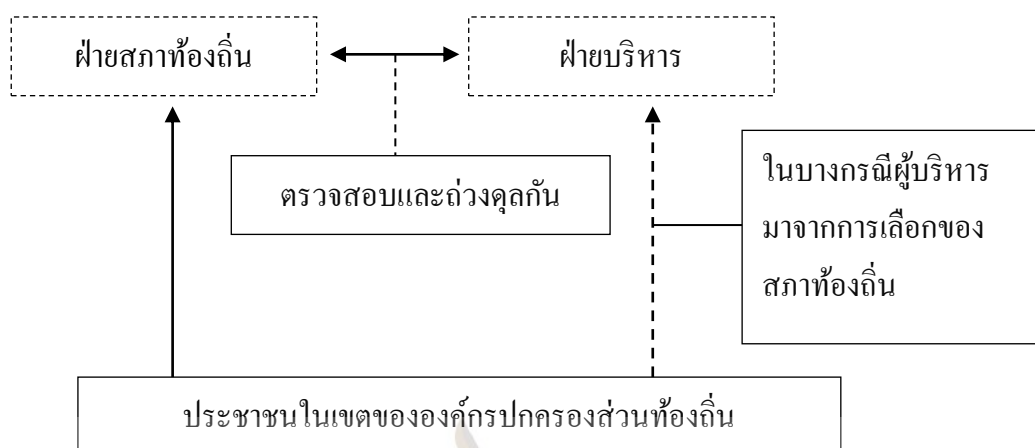 ฝ่ายสภาท้องถิ่น
ฝ่ายบริหาร
ตรวจสอบและถ่วงดุลกัน
ในบางกรณีผู้บริหาร
มาจากการเลือกของ
สภาท้องถิ่น
ประชาชนในเขตขององค์กรปกครองส่วนท้องถิ่น